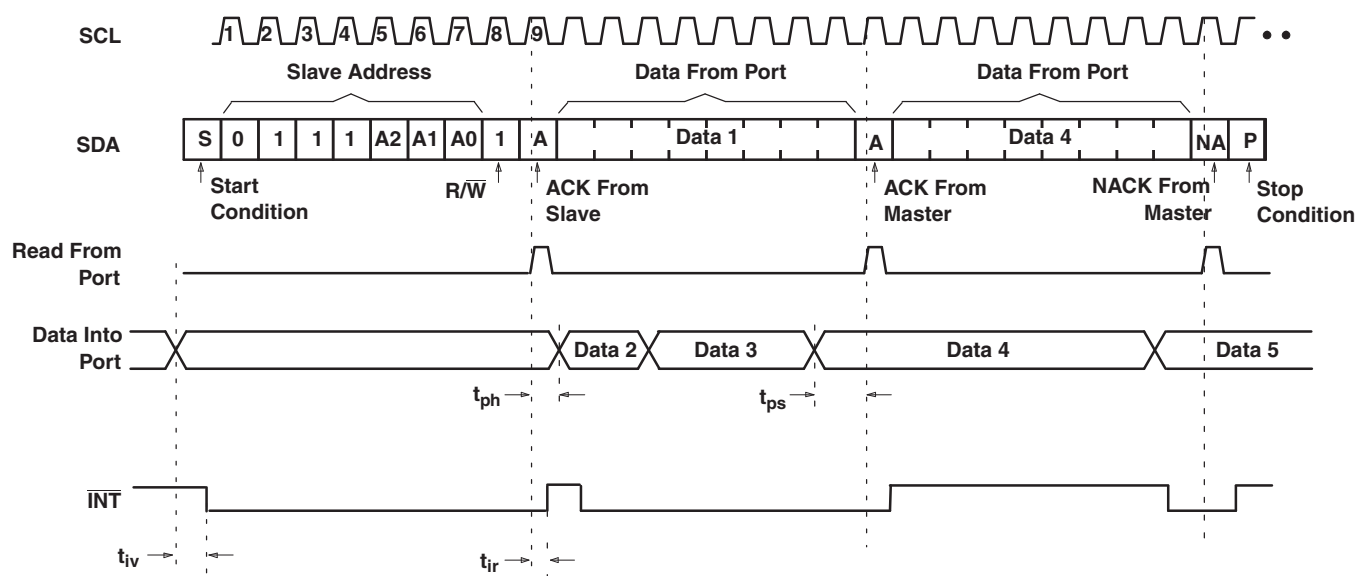 SCL
1 2 3 4 5 6 7 8 9
Slave Address Data From Port Data From Port
SDA
S 0 1 1 1 A2 A1 A0 1 A Data 1 A Data 4 NA P
Start
Condition
R/W
ACK From
Slave
ACK From
Master
NACK From
Master
Stop
Condition
Read From
Port
Data Into
Port
Data 2 Data 3 Data 4 Data 5
tph
tps
INT
tiv
tir